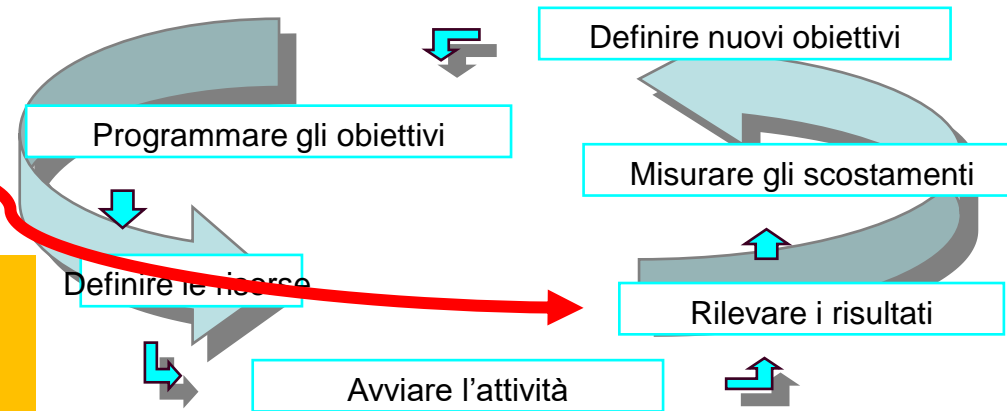 Definire nuovi obiettivi
Programmare gli obiettivi
Misurare gli scostamenti
Definire le risorse
Rilevare i risultati
Avviare l'attività